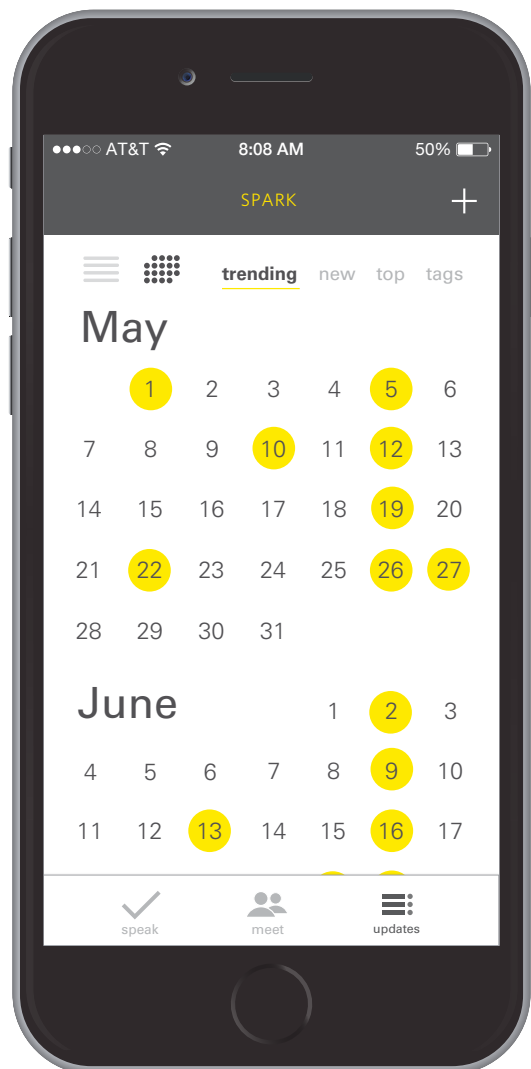 AT&T 8:08 AM 50%
SPARK +
trending new top tags
May
1 2 3 4 5 6
7 8 9 10 11 12 13
14 15 16 17 18 19 20
21 22 23 24 25 26 27
28 29 30 31
June 1 2 3
4 5 6 7 8 9 10
11 12 13 14 15 16 17
speak meet updates